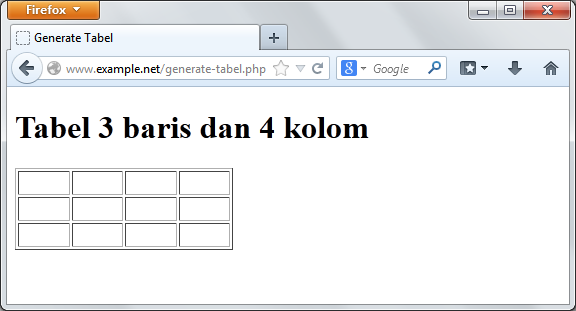 Firefox
Generate Tabel
www.example.net/generate-tabel.php
Google
Tabel 3 baris dan 4 kolom